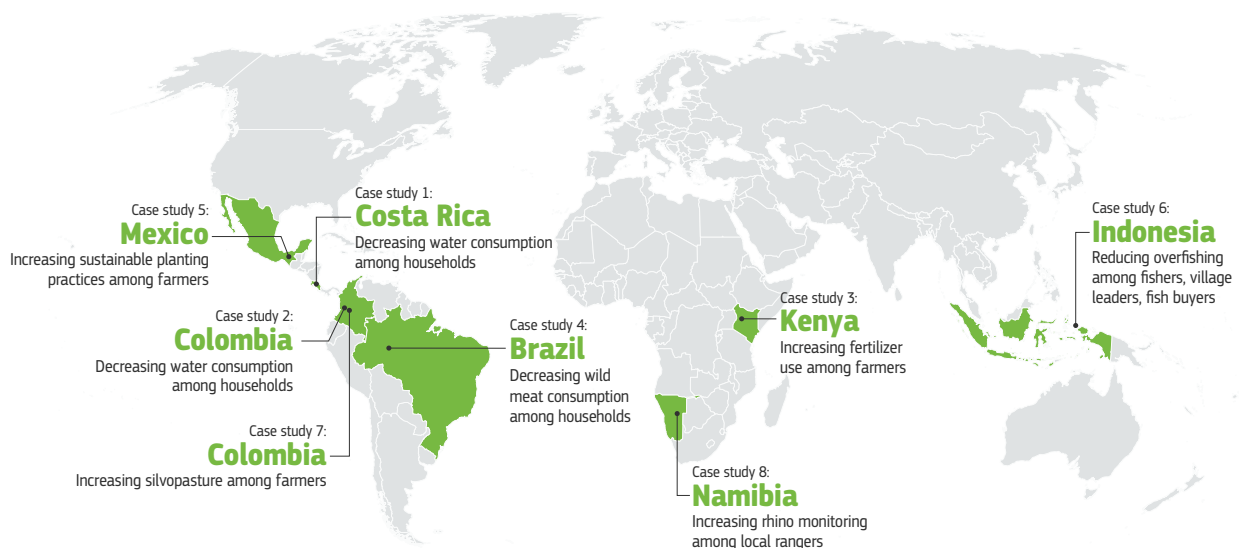 Case study 1:
Costa Rica
Decreasing water consumption
among households
Case study 5:
Mexico
Increasing sustainable planting
practices among farmers
Case study 6:
Indonesia
Reducing overfishing
among fishers, village
leaders, fish buyers
Case study 3:
Kenya
Increasing fertilizer
use among farmers
Case study 2:
Colombia
Decreasing water consumption
among households
Case study 4:
Brazil
Decreasing wild
meat consumption
among households
Case study 7:
Colombia
Increasing silvopasture among farmers
Case study 8:
Namibia
Increasing rhino monitoring
among local rangers